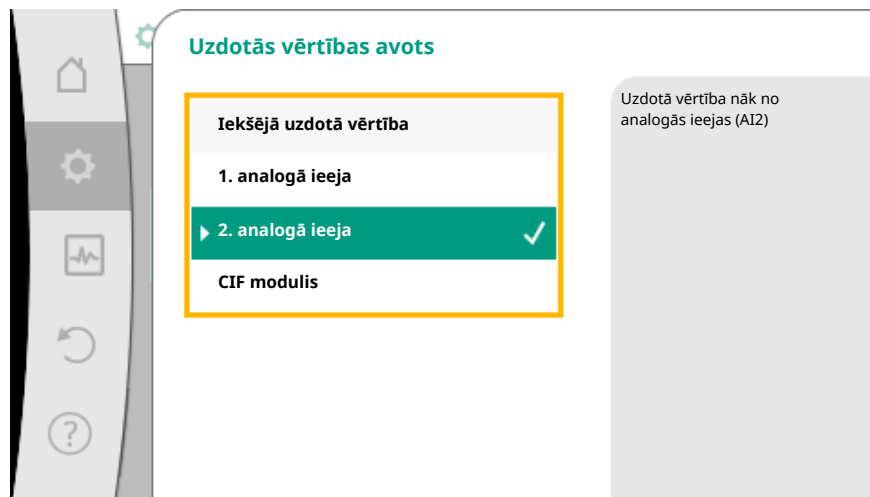 Uzdotās vērtības avots
Iekšējā uzdotā vērtība
1. analogā ieeja
2. analogā ieeja
CIF modulis
Uzdotā vērtība nāk no
analogās ieejas (AI2)
?